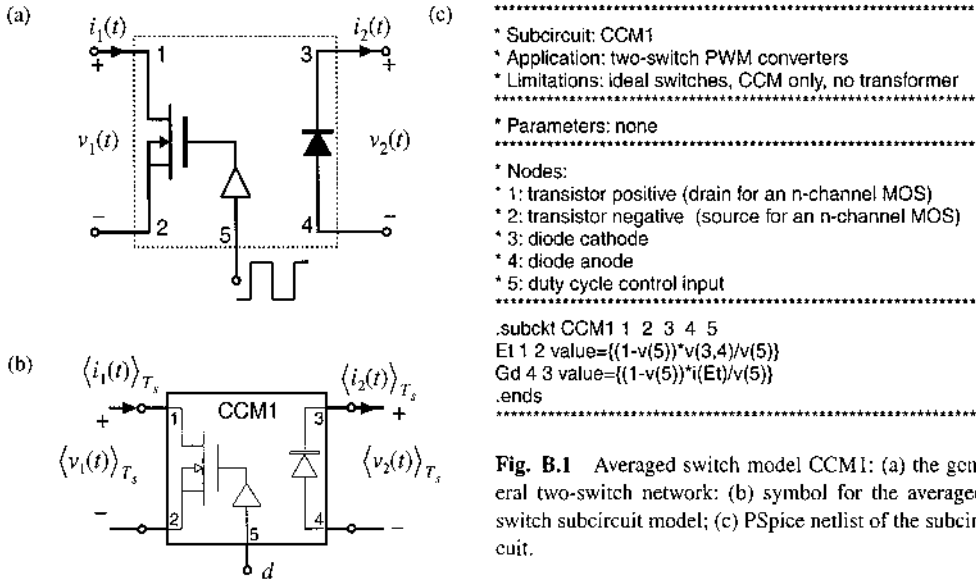 (a)
i₁(t)
+
1
v₁(t)
−
2
5
3
4
i₂(t)
+
v₂(t)
−
(b)
⟨i₁(t)⟩Tₛ
+
⟨v₁(t)⟩Tₛ
−
CCM1
1
2
3
4
5
d
⟨i₂(t)⟩Tₛ
+
⟨v₂(t)⟩Tₛ
−
(c)
******************************************************************
* Subcircuit: CCM1
* Application: two-switch PWM converters
* Limitations: ideal switches, CCM only, no transformer
******************************************************************
* Parameters: none
******************************************************************
* Nodes:
* 1: transistor positive (drain for an n-channel MOS)
* 2: transistor negative (source for an n-channel MOS)
* 3: diode cathode
* 4: diode anode
* 5: duty cycle control input
******************************************************************
.subckt CCM1 1 2 3 4 5
Et 1 2 value={(1-v(5))*v(3,4)/v(5)}
Gd 4 3 value={(1-v(5))*i(Et)/v(5)}
.ends
******************************************************************
Fig. B.1 Averaged switch model CCM1: (a) the gen
eral two-switch network: (b) symbol for the average
switch subcircuit model; (c) PSpice netlist of the subcir
cuit.